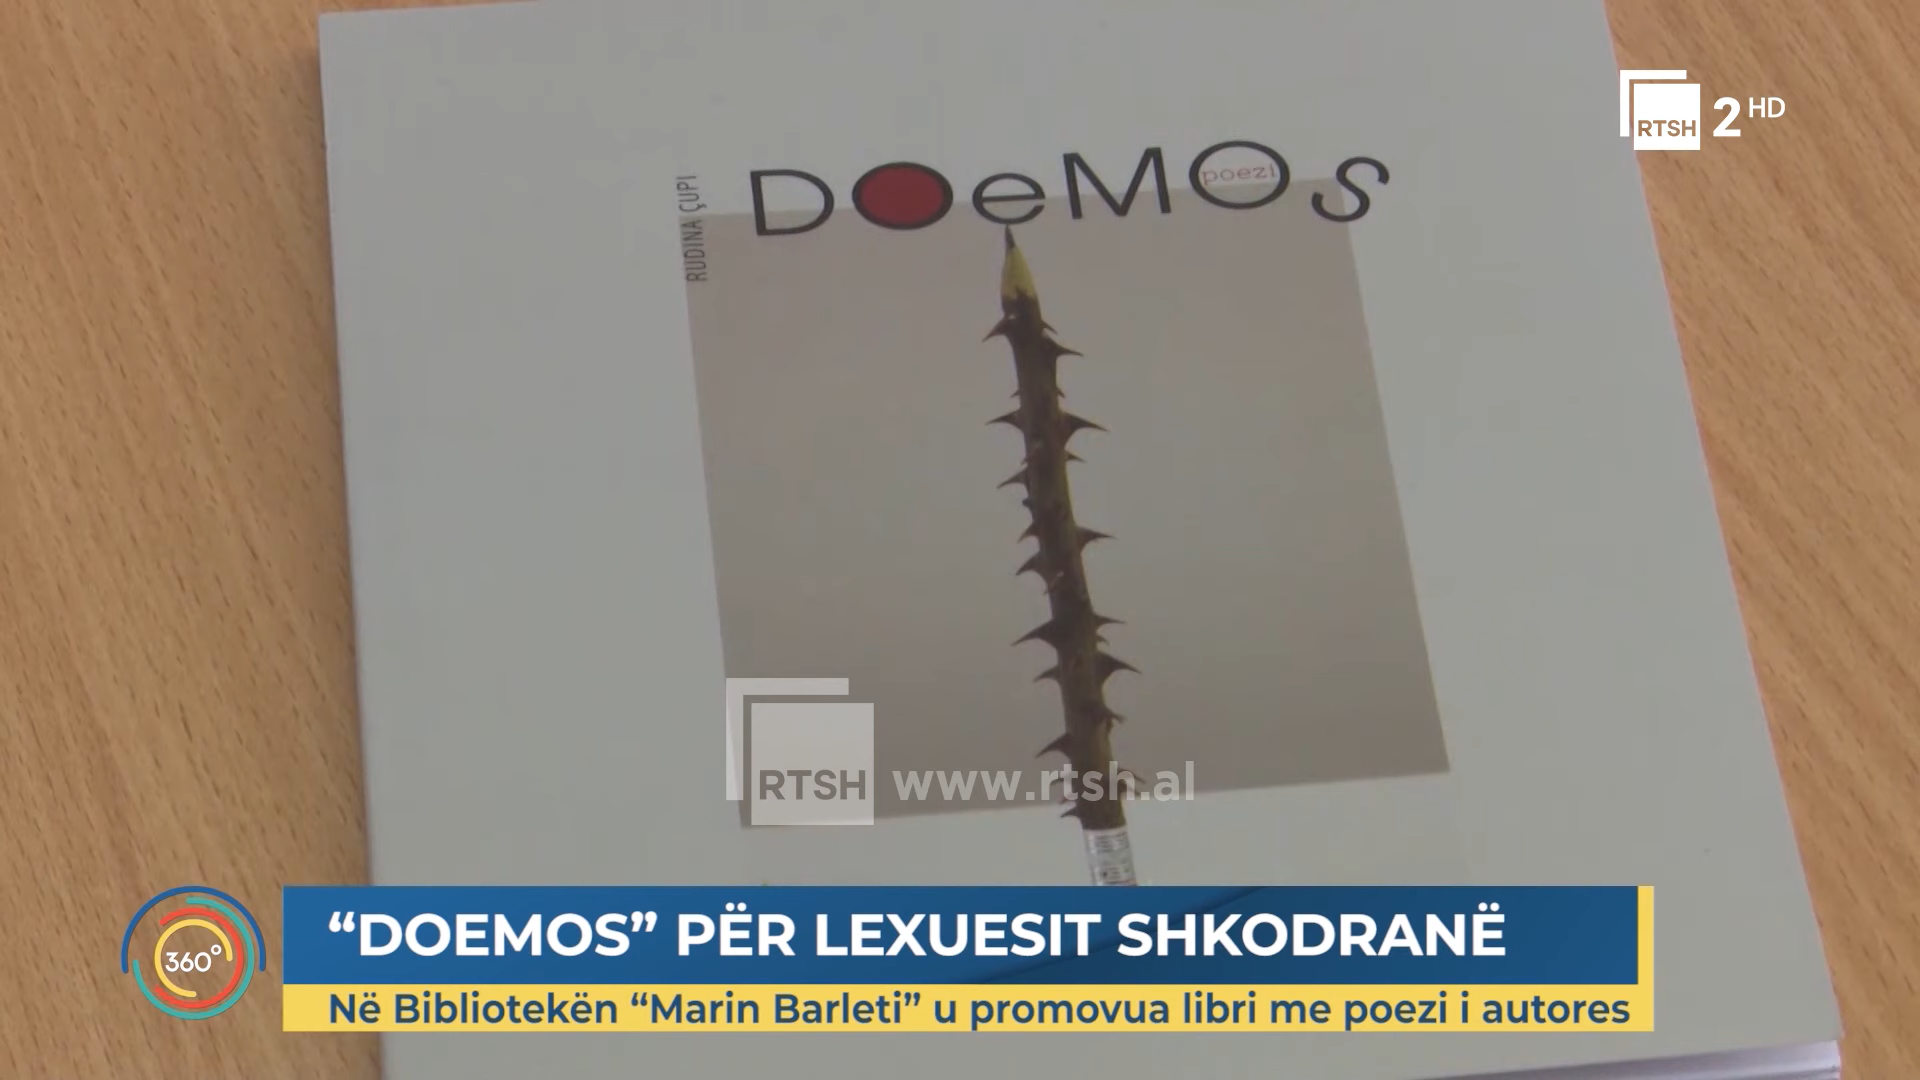 RTSH 2 HD
DOeMOs
poezi
RUDINA ÇUPI
RTSH www.rtsh.al
360°
“DOEMOS” PËR LEXUESIT SHKODRANË
Në Bibliotekën “Marin Barleti” u promovua libri me poezi i autores